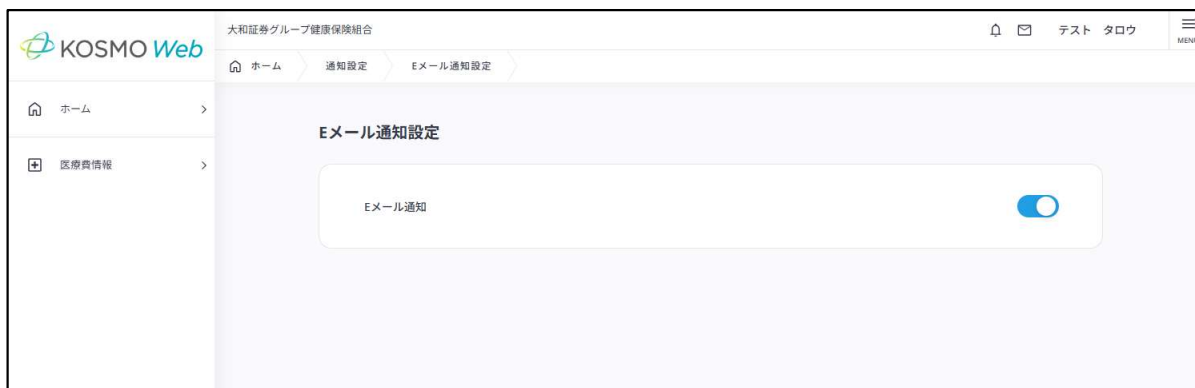 KOSMO Web
大和証券グループ健康保険組合
テスト タロウ
MENU
ホーム
通知設定
Eメール通知設定
ホーム
医療費情報
Eメール通知設定
Eメール通知